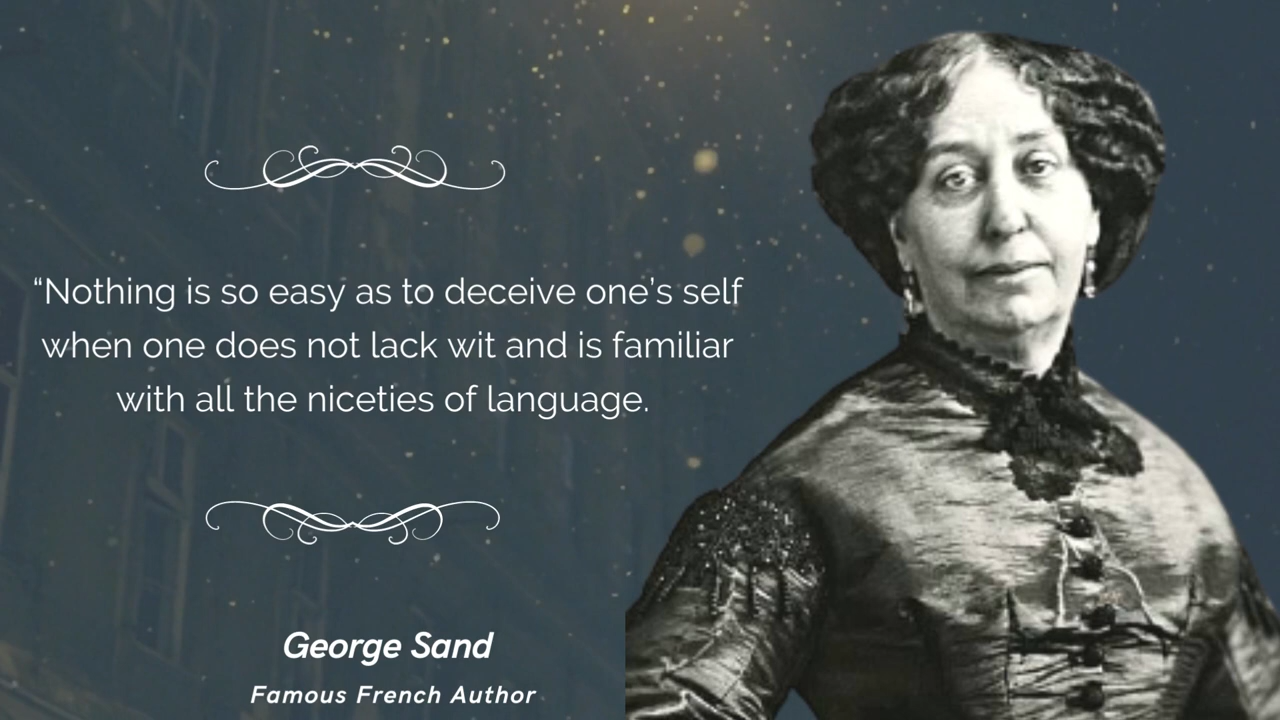 “Nothing is so easy as to deceive one’s self
when one does not lack wit and is familiar
with all the niceties of language.
George Sand
Famous French Author